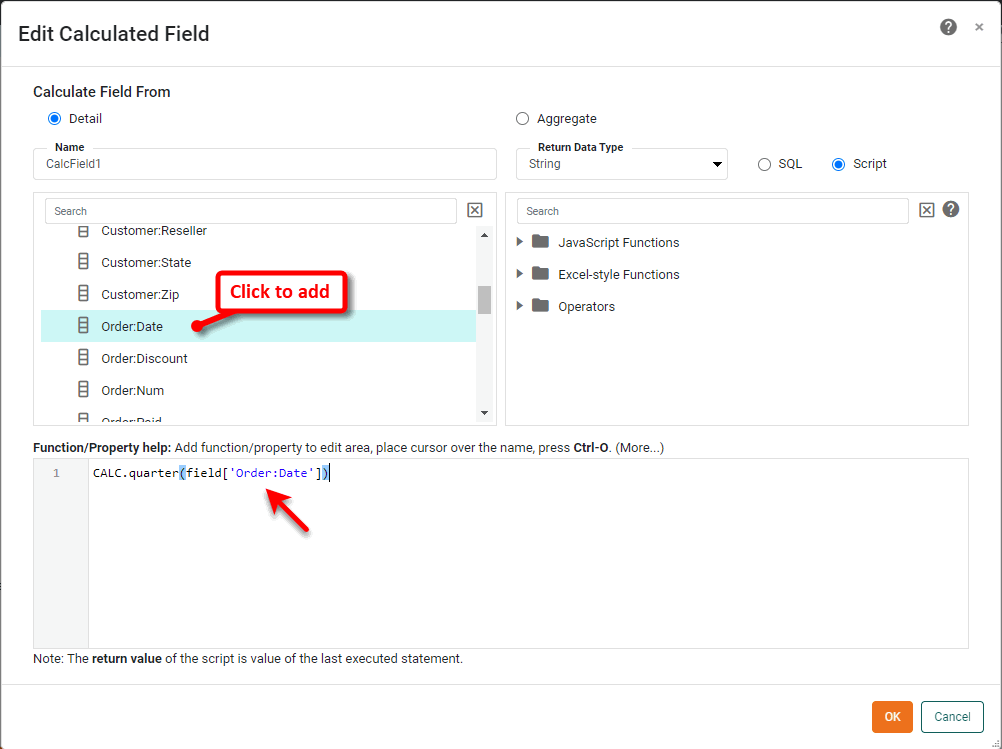 Edit Calculated Field
Calculate Field From
Detail
Aggregate
Name
CalcField1
Return Data Type
String
SQL
Script
Search
Customer:Reseller
Customer:State
Customer:Zip
Click to add
Order:Date
Order:Discount
Order:Num
Order:Paid
Search
JavaScript Functions
Excel-style Functions
Operators
Function/Property help: Add function/property to edit area, place cursor over the name, press Ctrl-O. (More...)
1 CALC.quarter(field['Order:Date'])
Note: The return value of the script is value of the last executed statement.
OK
Cancel